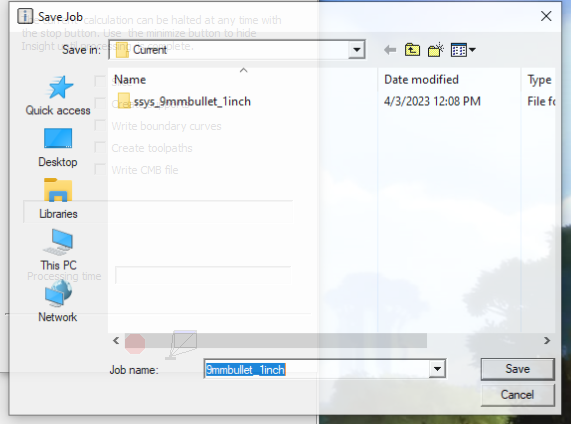 Save Job
calculation can be halted at any time with
the stop button. Use the minimize button to hide
Save in:
Current
Insight until processing is complete.
Name
Date modified
Type
ssys_9mmbullet_1inch
4/3/2023 12:08 PM
File fo
Quick access
Write boundary curves
Create toolpaths
Desktop
Write CMB file
Libraries
This PC
Processing time
Network
Job name:
9mmbullet_1inch
Save
Cancel